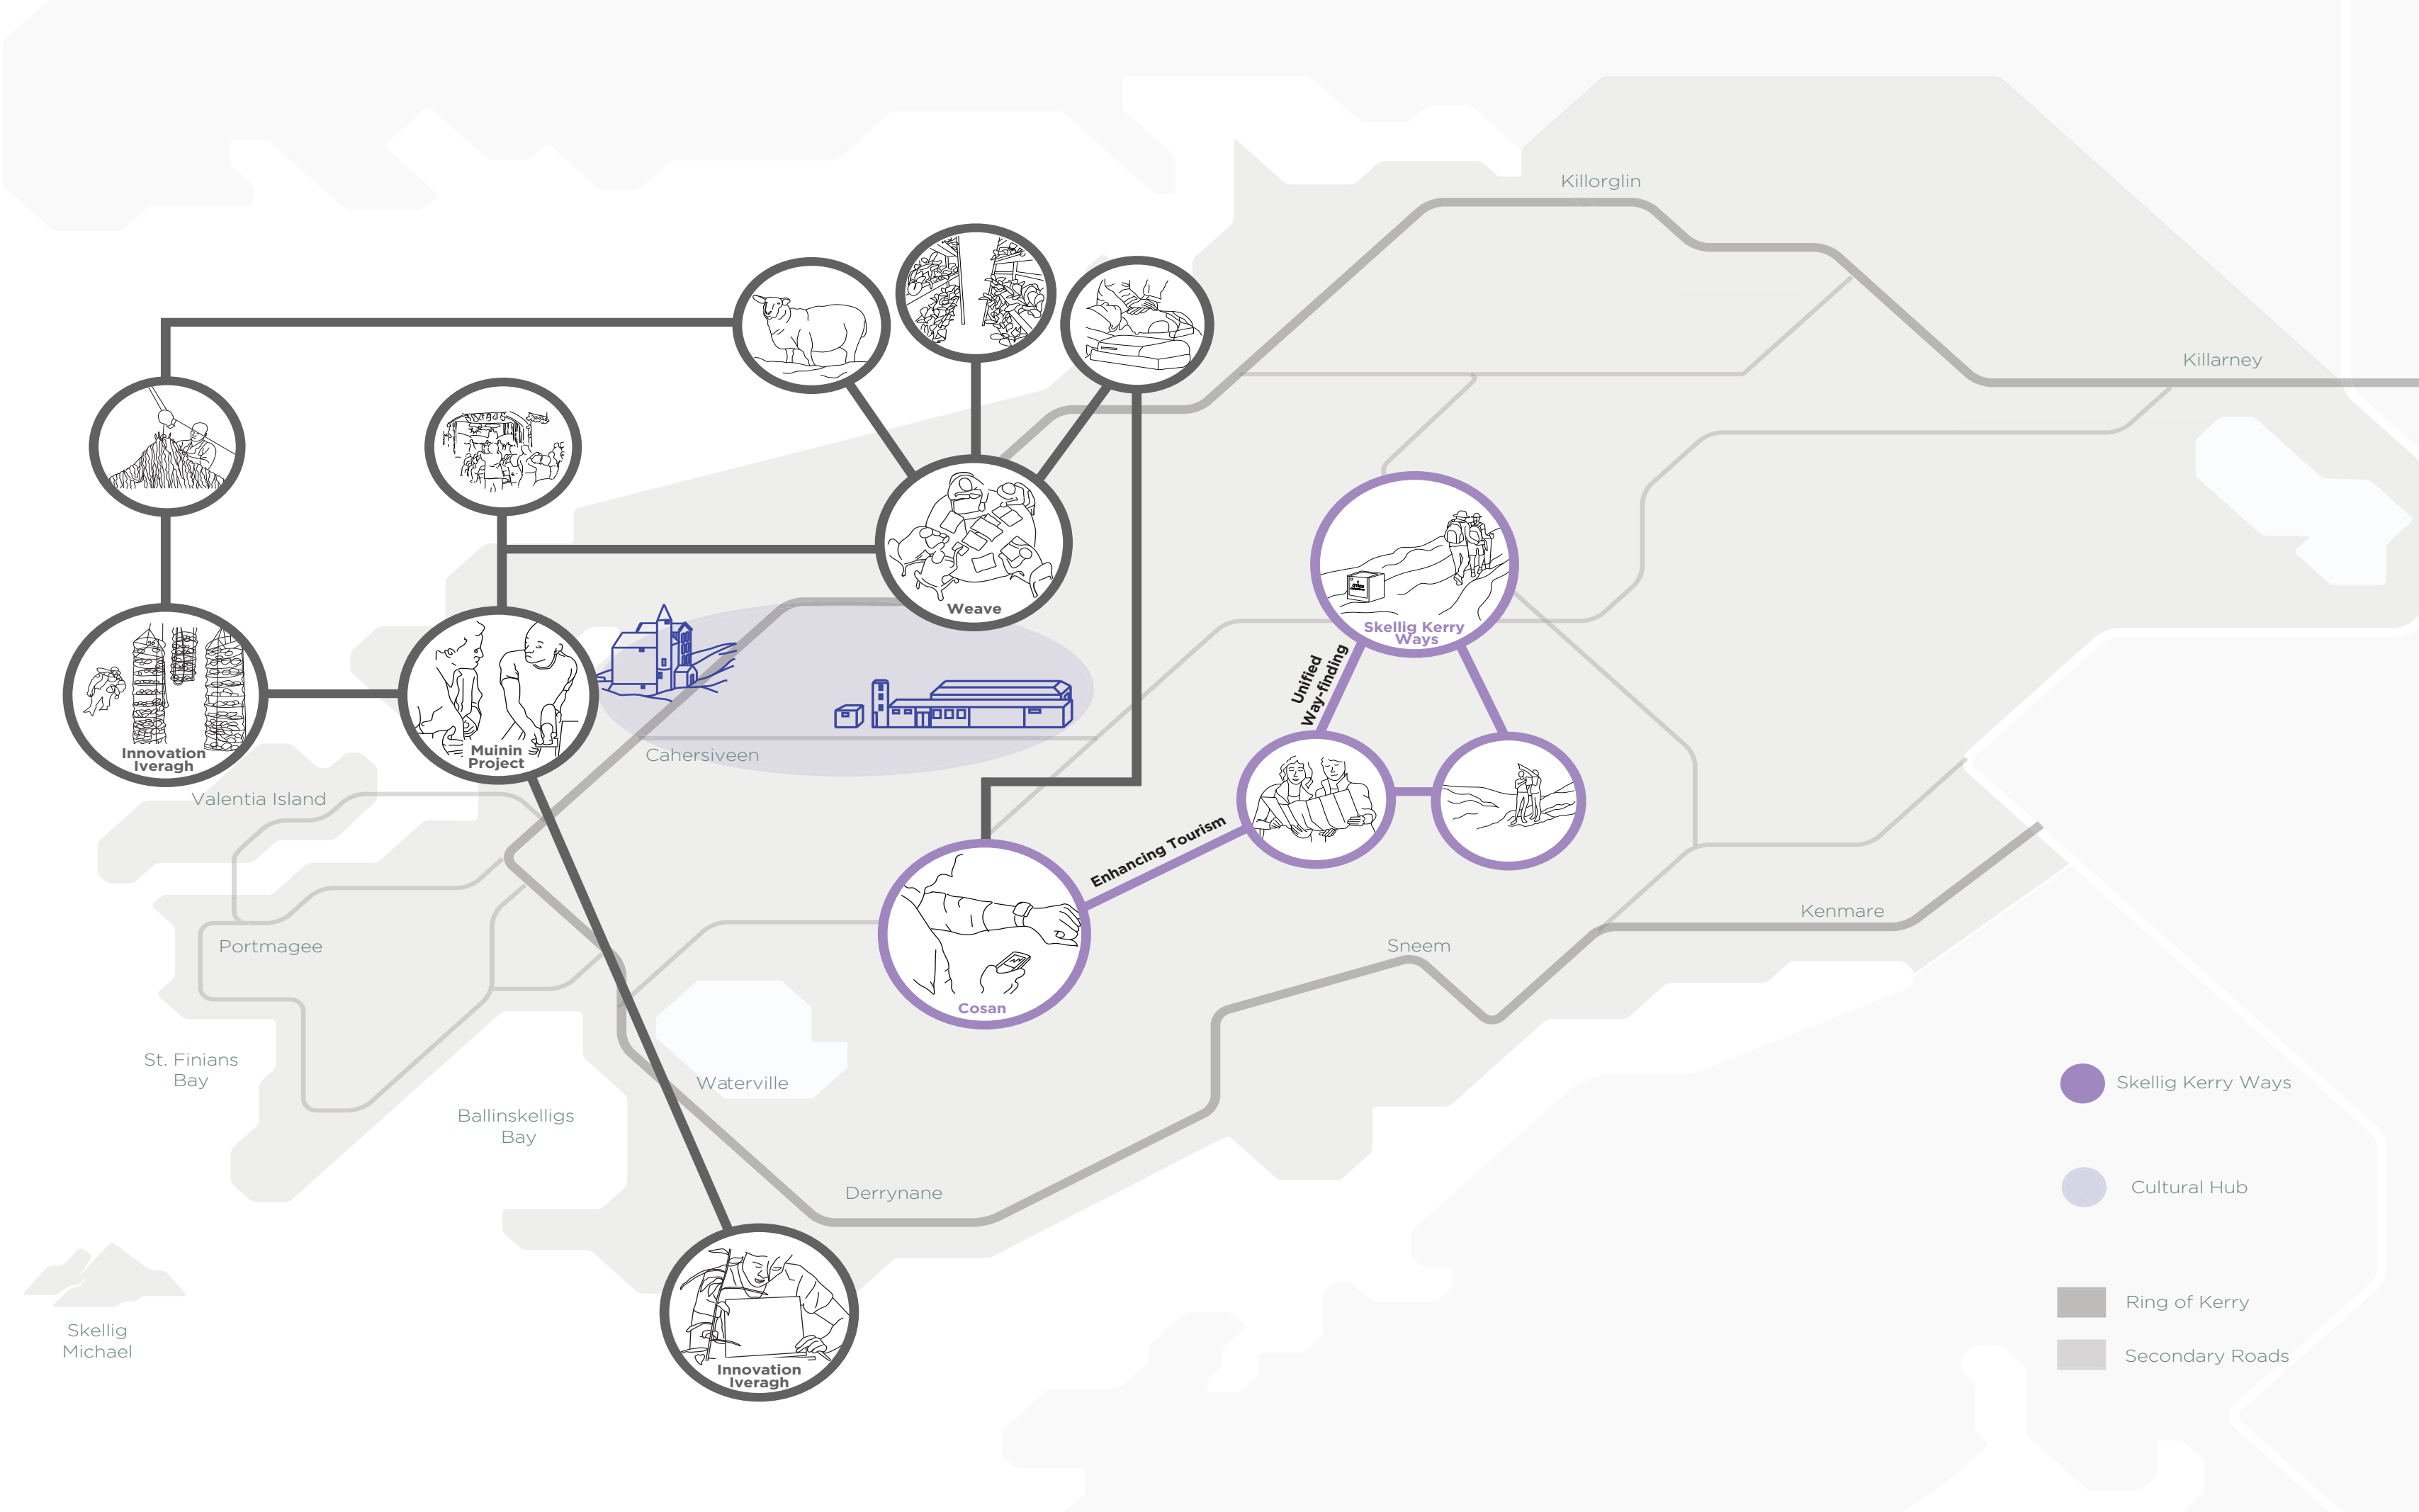 Killorglin
Killarney
Weave
Skellig Kerry
Ways
Unified
Way-finding
Innovation
Iveragh
Muinin
Project
Cahersiveen
Valentia Island
Enhancing Tourism
Portmagee
Cosan
Sneem
Kenmare
St. Finians
Bay
Waterville
Ballinskelligs
Bay
Derrynane
Skellig
Michael
Innovation
Iveragh
Skellig Kerry Ways
Cultural Hub
Ring of Kerry
Secondary Roads